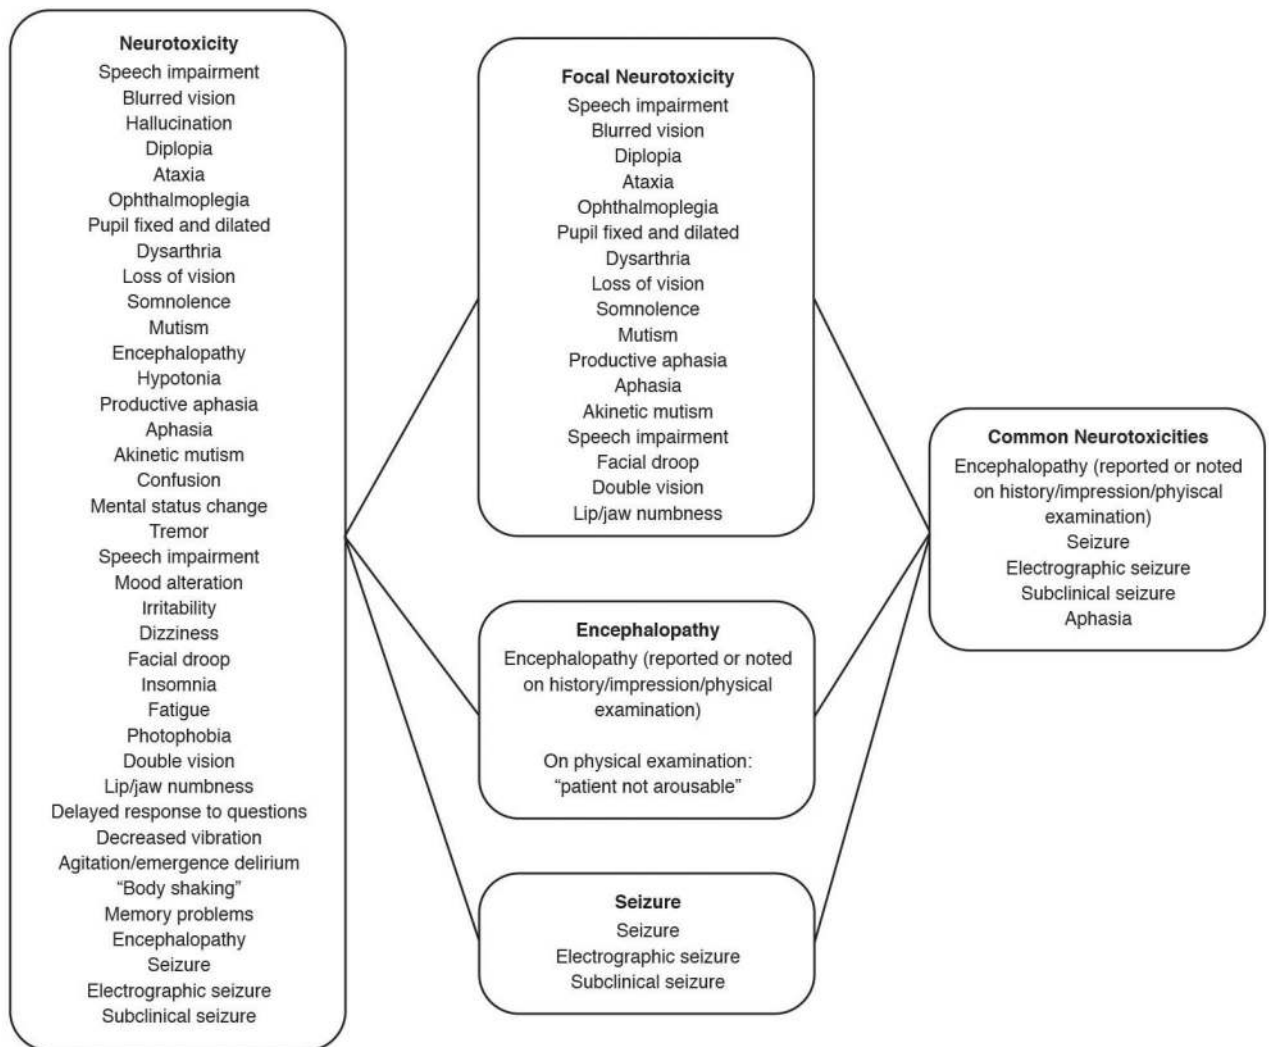 Neurotoxicity
Speech impairment
Blurred vision
Hallucination
Diplopia
Ataxia
Ophthalmoplegia
Pupil fixed and dilated
Dysarthria
Loss of vision
Somnolence
Mutism
Encephalopathy
Hypotonia
Productive aphasia
Aphasia
Akinetic mutism
Confusion
Mental status change
Tremor
Speech impairment
Mood alteration
Irritability
Dizziness
Facial droop
Insomnia
Fatigue
Photophobia
Double vision
Lip/jaw numbness
Delayed response to questions
Decreased vibration
Agitation/emergence delirium
“Body shaking”
Memory problems
Encephalopathy
Seizure
Electrographic seizure
Subclinical seizure
Focal Neurotoxicity
Speech impairment
Blurred vision
Diplopia
Ataxia
Ophthalmoplegia
Pupil fixed and dilated
Dysarthria
Loss of vision
Somnolence
Mutism
Productive aphasia
Aphasia
Akinetic mutism
Speech impairment
Facial droop
Double vision
Lip/jaw numbness
Encephalopathy
Encephalopathy (reported or noted
on history/impression/physical
examination)
On physical examination:
“patient not arousable”
Seizure
Seizure
Electrographic seizure
Subclinical seizure
Common Neurotoxicities
Encephalopathy (reported or noted
on history/impression/phyiscal
examination)
Seizure
Electrographic seizure
Subclinical seizure
Aphasia